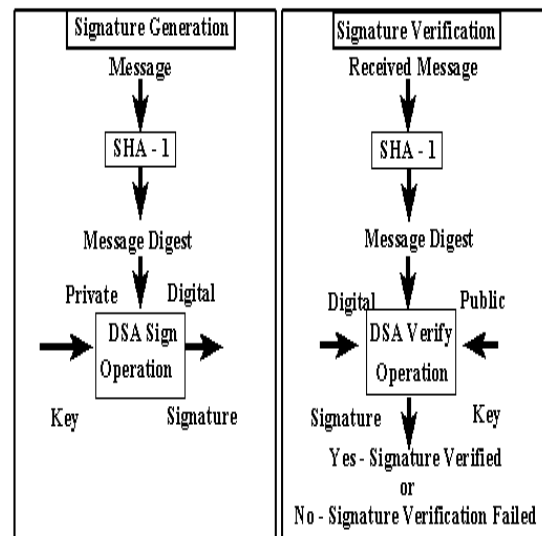 Signature Generation
Message
SHA - 1
Message Digest
Private Digital
DSA Sign
Operation
Key Signature
Signature Verification
Received Message
SHA - 1
Message Digest
Digital Public
DSA Verify
Operation
Signature Key
Yes - Signature Verified
or
No - Signature Verification Failed